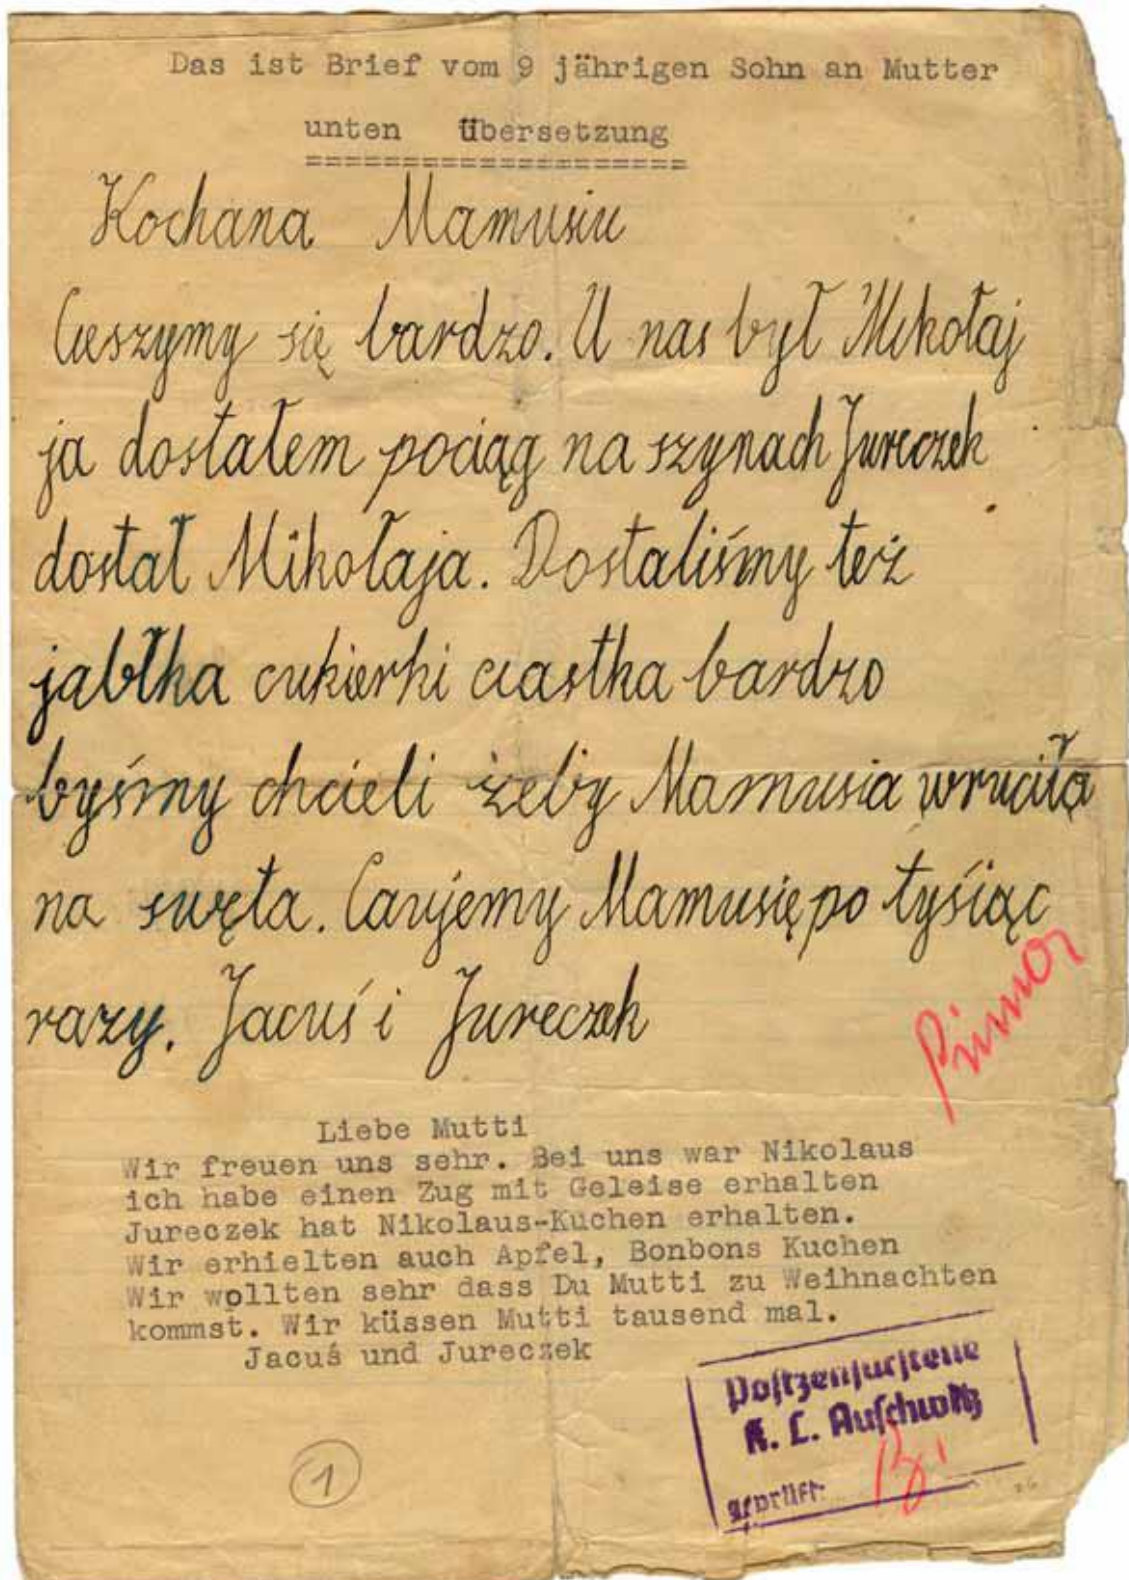 Das ist Brief vom 9 jährigen Sohn an Mutter
unten Übersetzung
=====================
Kochana Mamusiu
Cieszymy się bardzo. U nas był Mikołaj
ja dostałem pociąg na szynach Jureczek
dostał Mikołaja. Dostaliśmy też
jabłka cukierki ciastka bardzo
byśmy chcieli żeby Mamusia wruciła
na swęta. Całujemy Mamusię po tysiąc
razy. Jacuś i Jureczek
Liebe Mutti
Wir freuen uns sehr. Bei uns war Nikolaus
ich habe einen Zug mit Geleise erhalten
Jureczek hat Nikolaus-Kuchen erhalten.
Wir erhielten auch Apfel, Bonbons Kuchen
Wir wollten sehr dass Du Mutti zu Weihnachten
kommst. Wir küssen Mutti tausend mal.
Jacuś und Jureczek
Postzensurstelle
K. L. Auschwitz
geprüft:
1